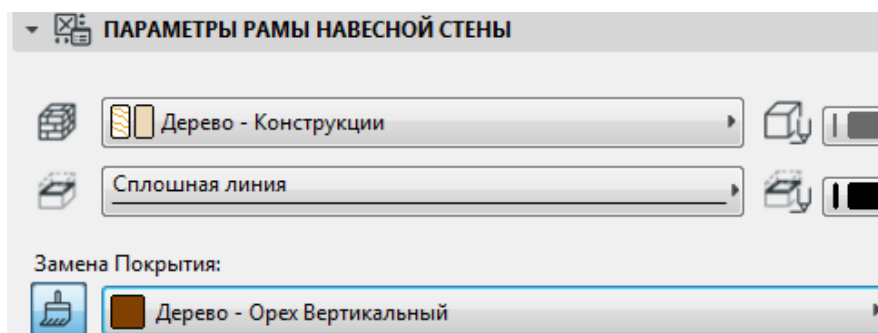 ПАРАМЕТРЫ РАМЫ НАВЕСНОЙ СТЕНЫ
Дерево - Конструкции
Сплошная линия
Замена Покрытия:
Дерево - Орех Вертикальный